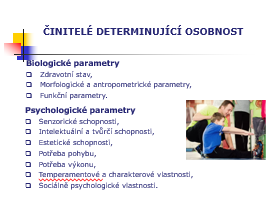 ČINITELÉ DETERMINUJÍCÍ OSOBNOST
Biologické parametry
Zdravotní stav,
Morfologické a antropometrické parametry,
Funkční parametry.
Psychologické parametry
Senzorické schopnosti,
Intelektuální a tvůrčí schopnosti,
Estetické schopnosti,
Potřeba pohybu,
Potřeba výkonu,
Temperamentové a charakterové vlastnosti,
Sociálně psychologické vlastnosti.